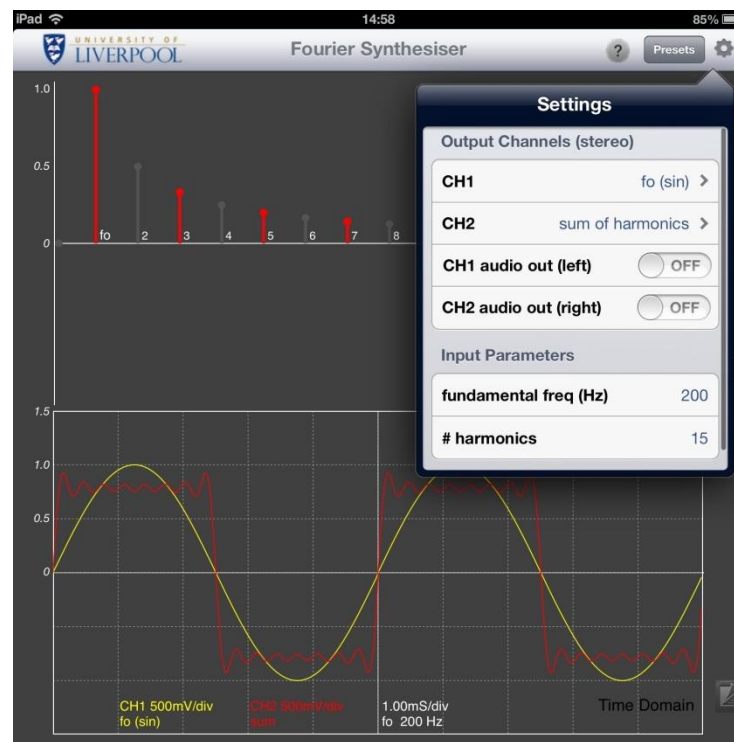 iPad 14:58 85%
UNIVERSITY OF
LIVERPOOL
Fourier Synthesiser
? Presets
1.0
0.5
0
fo 2 3 4 5 6 7 8
Settings
Output Channels (stereo)
CH1 fo (sin) >
CH2 sum of harmonics >
CH1 audio out (left) OFF
CH2 audio out (right) OFF
Input Parameters
fundamental freq (Hz) 200
# harmonics 15
1.5
1.0
0.5
0
CH1 500mV/div CH2 500mV/div 1.00mS/div Time Domain
fo (sin) sum fo 200 Hz